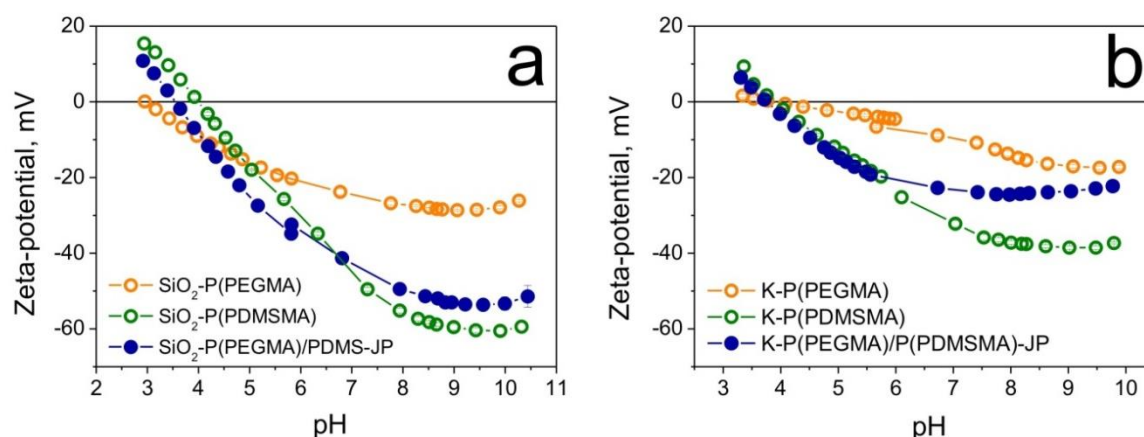 a
Zeta-potential, mV
20
0
-20
-40
-60
SiO2-P(PEGMA)
SiO2-P(PDMSMA)
SiO2-P(PEGMA)/PDMS-JP
2 3 4 5 6 7 8 9 10 11
pH
b
Zeta-potential, mV
20
0
-20
-40
-60
K-P(PEGMA)
K-P(PDMSMA)
K-P(PEGMA)/P(PDMSMA)-JP
3 4 5 6 7 8 9 10
pH